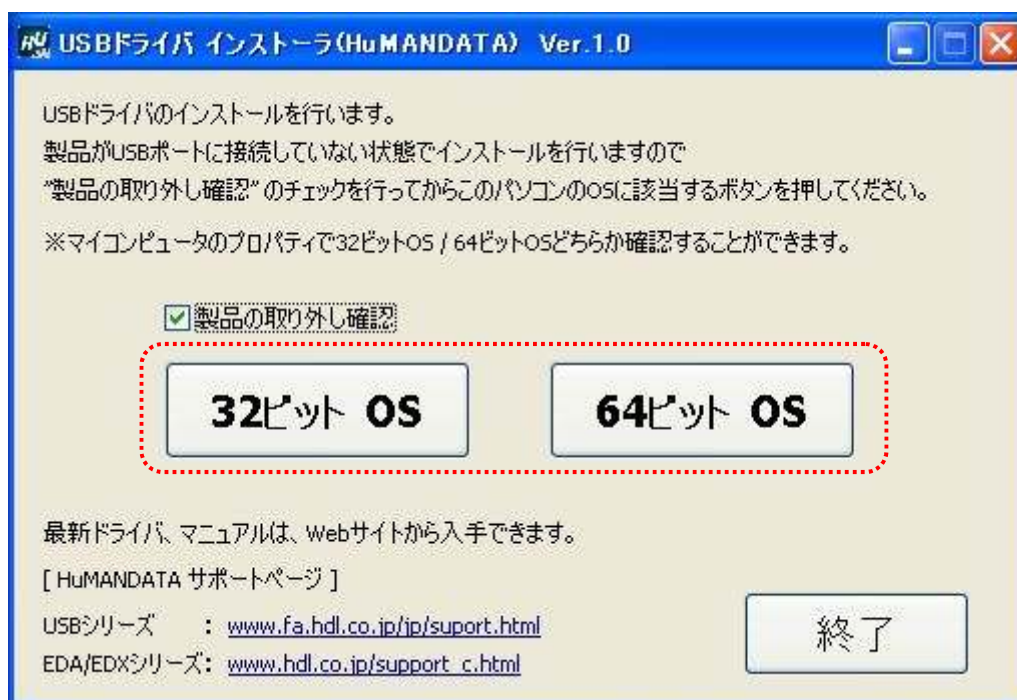 USBドライバ インストーラ(HuMANDATA) Ver.1.0
USBドライバのインストールを行います。
製品がUSBポートに接続していない状態でインストールを行いますので
"製品の取り外し確認" のチェックを行ってからこのパソコンのOSに該当するボタンを押してください。
※マイコンピュータのプロパティで32ビットOS / 64ビットOSどちらか確認することができます。
製品の取り外し確認
32ビット OS
64ビット OS
最新ドライバ、マニュアルは、Webサイトから入手できます。
[ HuMANDATA サポートページ ]
USBシリーズ : www.fa.hdl.co.jp/jp/suport.html
EDA/EDXシリーズ: www.hdl.co.jp/support_c.html
終了